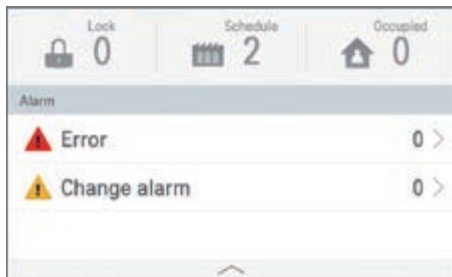 Lock Schedule Occupied
0 2 0
Alarm
Error 0
Change alarm 0